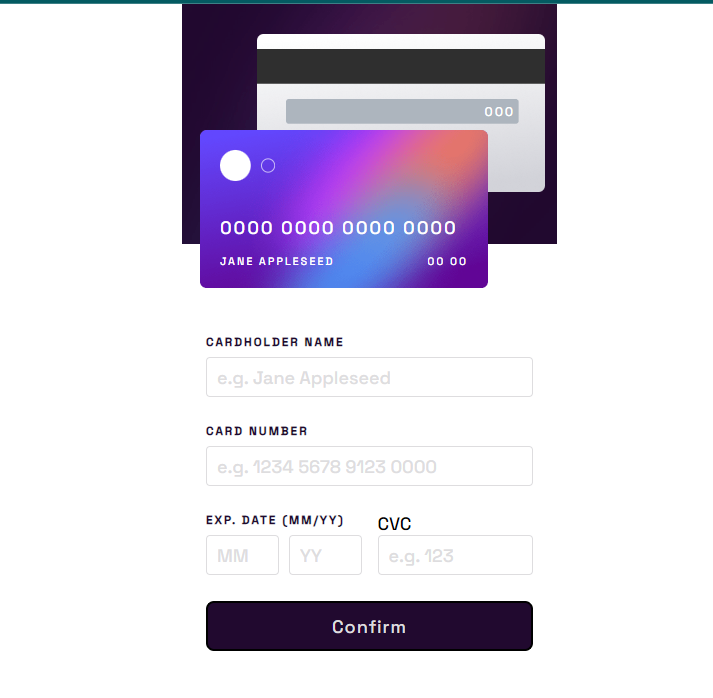 000
0000 0000 0000 0000
JANE APPLESEED 00 00
CARDHOLDER NAME
e.g. Jane Appleseed
CARD NUMBER
e.g. 1234 5678 9123 0000
EXP. DATE (MM/YY) CVC
MM YY e.g. 123
Confirm